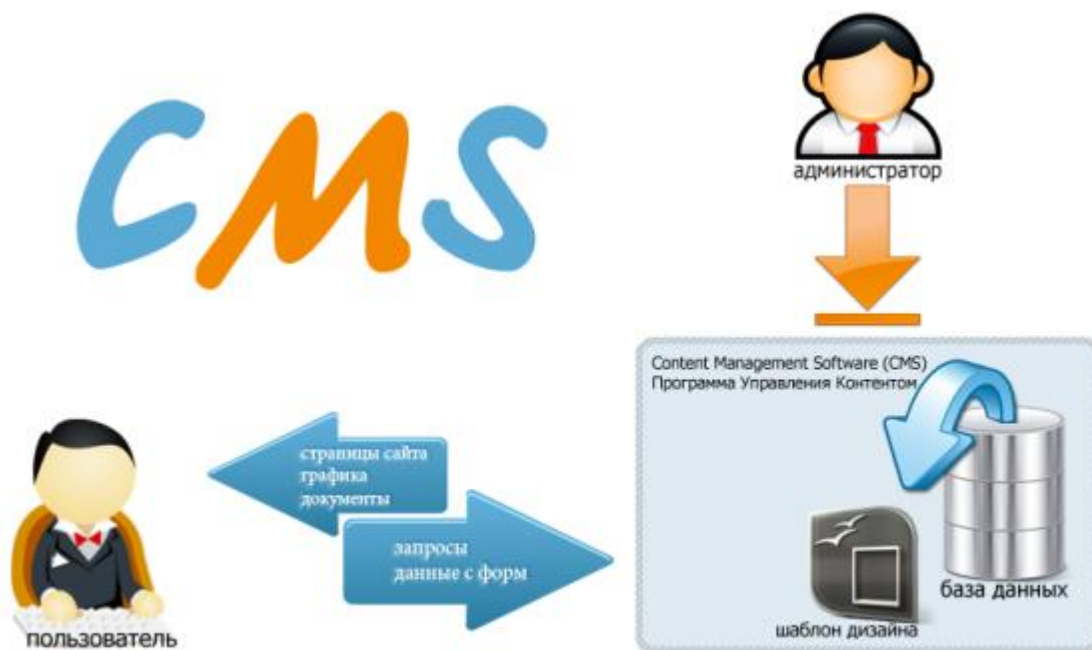 CMS
администратор
Content Management Software (CMS)
Программа Управления Контентом
страницы сайта
графика
документы
запросы
данные с форм
база данных
шаблон дизайна
пользователь